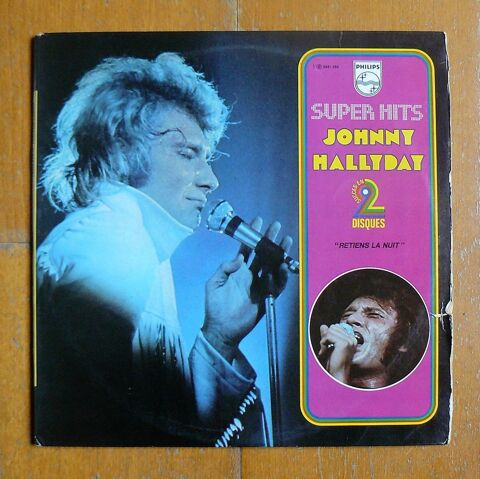 PHILIPS
SUPER HITS
JOHNNY
HALLYDAY
2
DISQUES
"RETIENS LA NUIT"